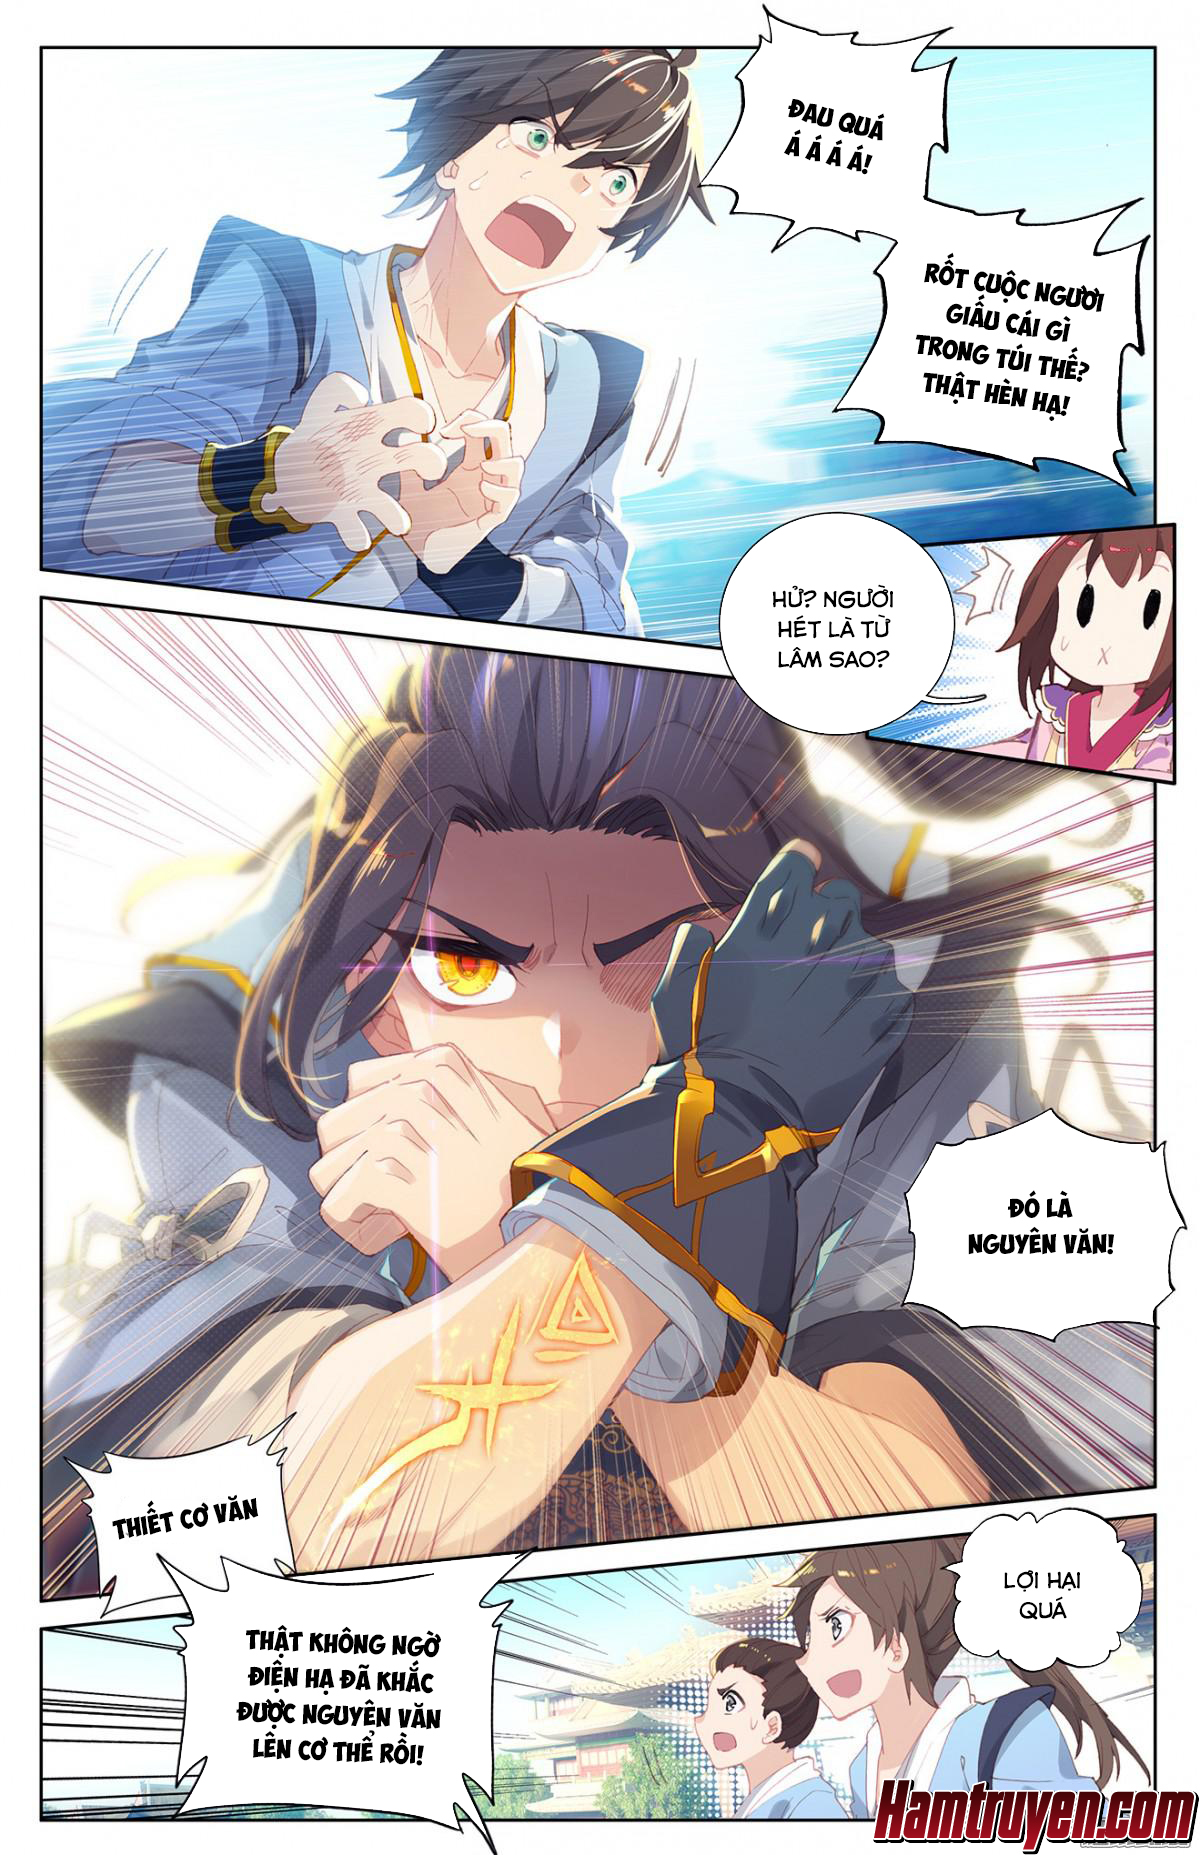 ĐAU QUÁ
Á Á Á Á!
RỐT CUỘC NGƯƠI
GIẤU CÁI GÌ
TRONG TÚI THẾ?
THẬT HÈN HẠ!
HỬ? NGƯỜI
HÉT LÀ TỪ
LÂM SAO?
ĐÓ LÀ
NGUYÊN VĂN!
THIẾT CƠ VĂN
THẬT KHÔNG NGỜ
ĐIỆN HẠ ĐÃ KHẮC
ĐƯỢC NGUYÊN VĂN
LÊN CƠ THỂ RỒI!
LỢI HẠI
QUÁ
Hamtruyen.com